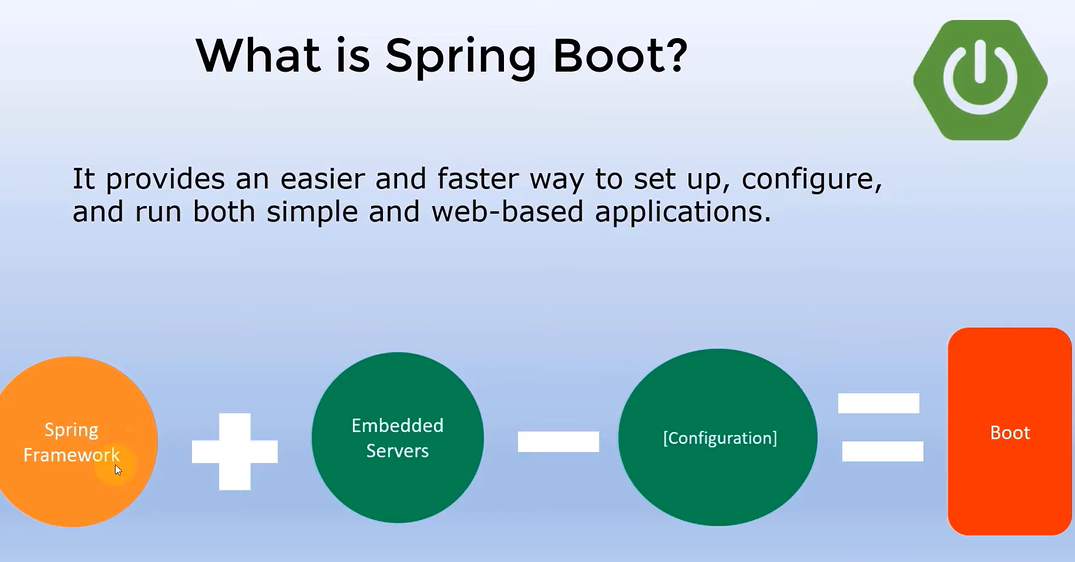 What is Spring Boot?
It provides an easier and faster way to set up, configure,
and run both simple and web-based applications.
Spring
Framework
Embedded
Servers
[Configuration]
Boot